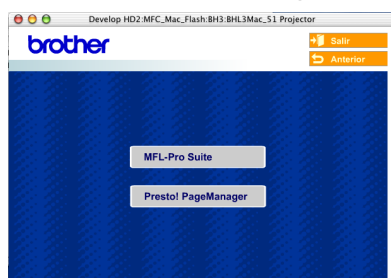 Develop HD2:MFC_Mac_Flash:BH3:BHL3Mac_S1 Projector
brother
Salir
Anterior
MFL-Pro Suite
Presto! PageManager